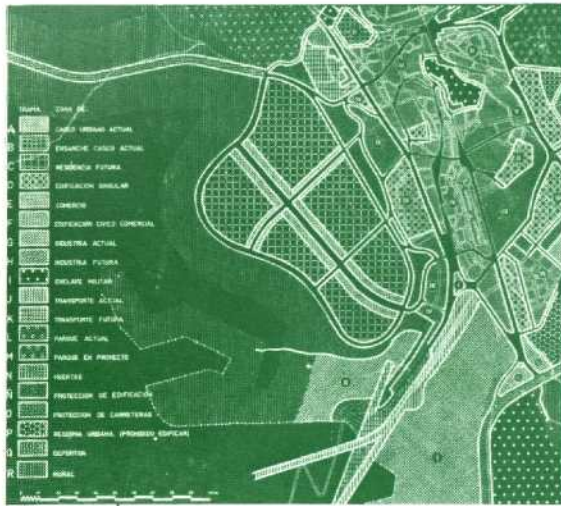 TRAMA ZONA DE:
A CASCO URBANO ACTUAL
B ENSANCHE CASCO ACTUAL
C RESIDENCIA FUTURA
D EDIFICACION SINGULAR
E COMERCIO
F EDIFICACION CIVICO COMERCIAL
G INDUSTRIA ACTUAL
H INDUSTRIA FUTURA
I ENCLAVE MILITAR
J TRANSPORTE ACTUAL
K TRANSPORTE FUTURA
L PARQUE ACTUAL
M PARQUE EN PROYECTO
N HUERTAS
Ñ PROTECCION DE EDIFICACION
O PROTECCION DE CARRETERAS
P RESERVA URBANA (PROHIBIDO EDIFICAR)
Q DEPORTIVA
R RURAL